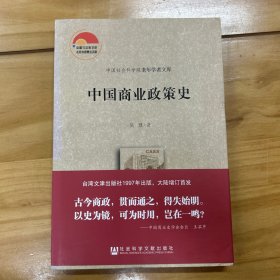 中国社会科学院老年学者文库
中国商业政策史
吴慧 著
CASS
台湾文津出版社1997年出版，大陆增订首发
古今商政，贯而通之，得失始明。
以史为镜，可为时用，岂在一鸣？
社会科学文献出版社